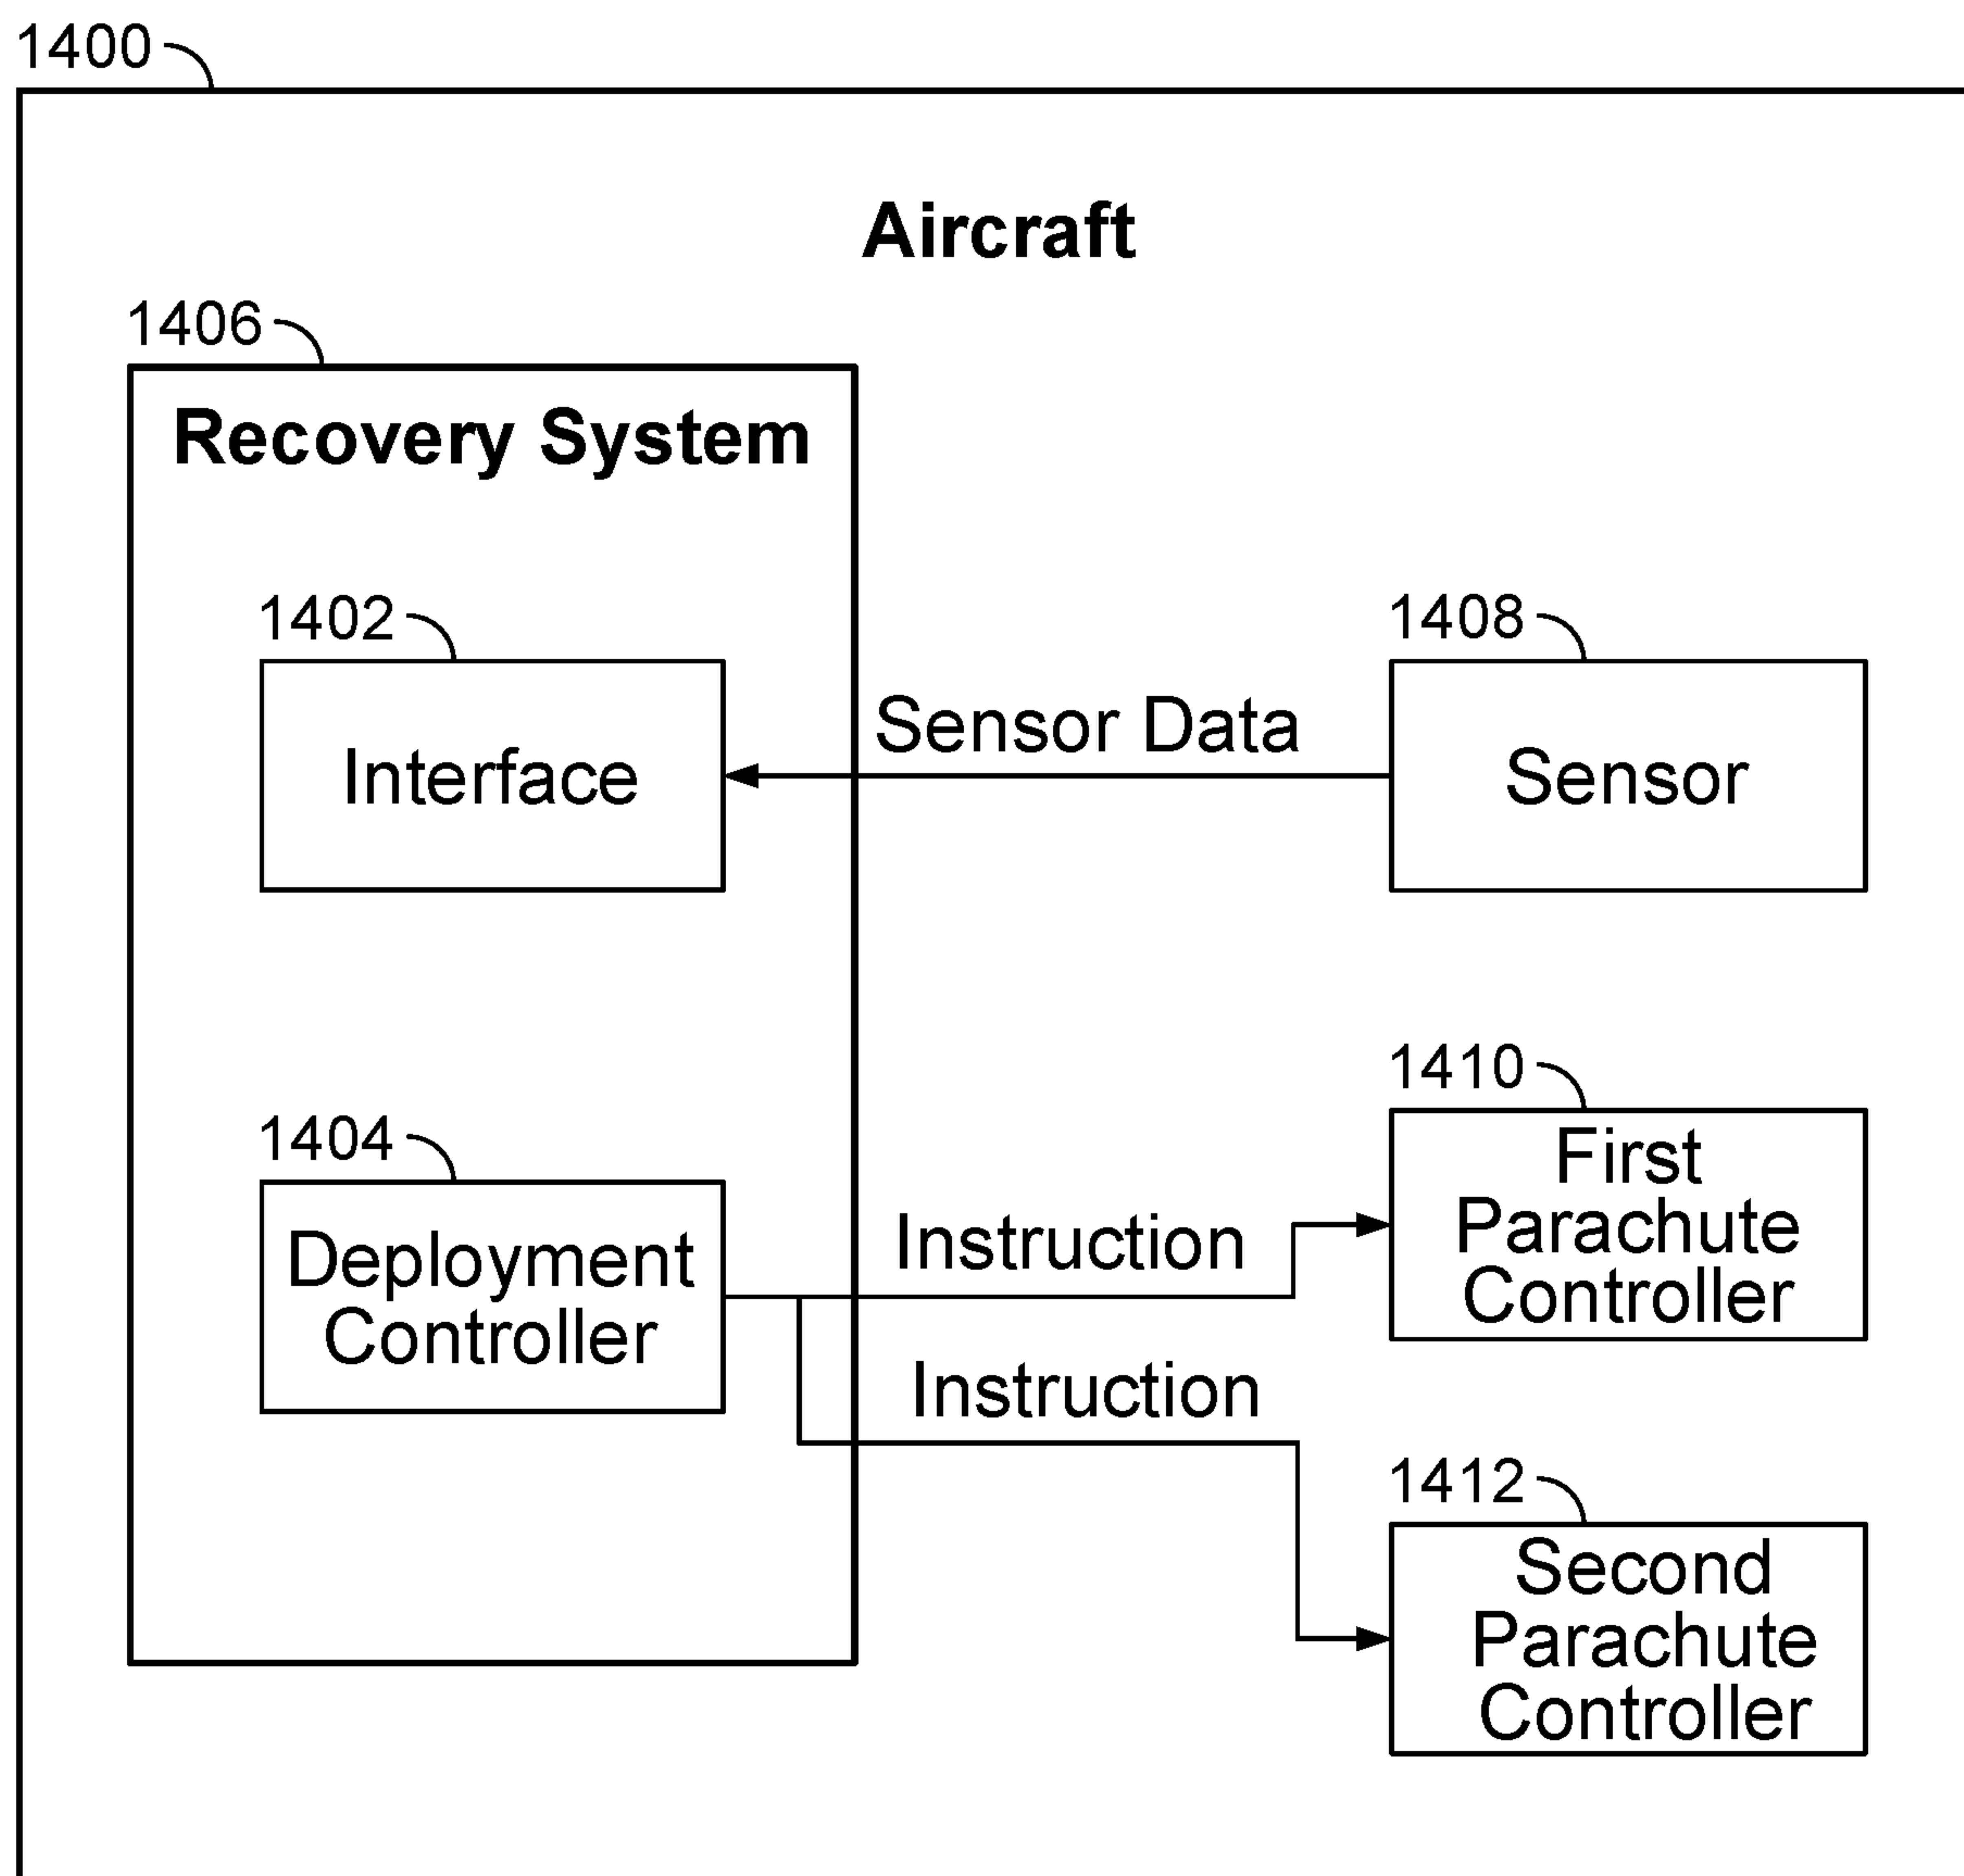 1400
Aircraft
1406
Recovery System
1402
Interface
Sensor Data
1408
Sensor
1404
Deployment
Controller
Instruction
1410
First
Parachute
Controller
Instruction
1412
Second
Parachute
Controller